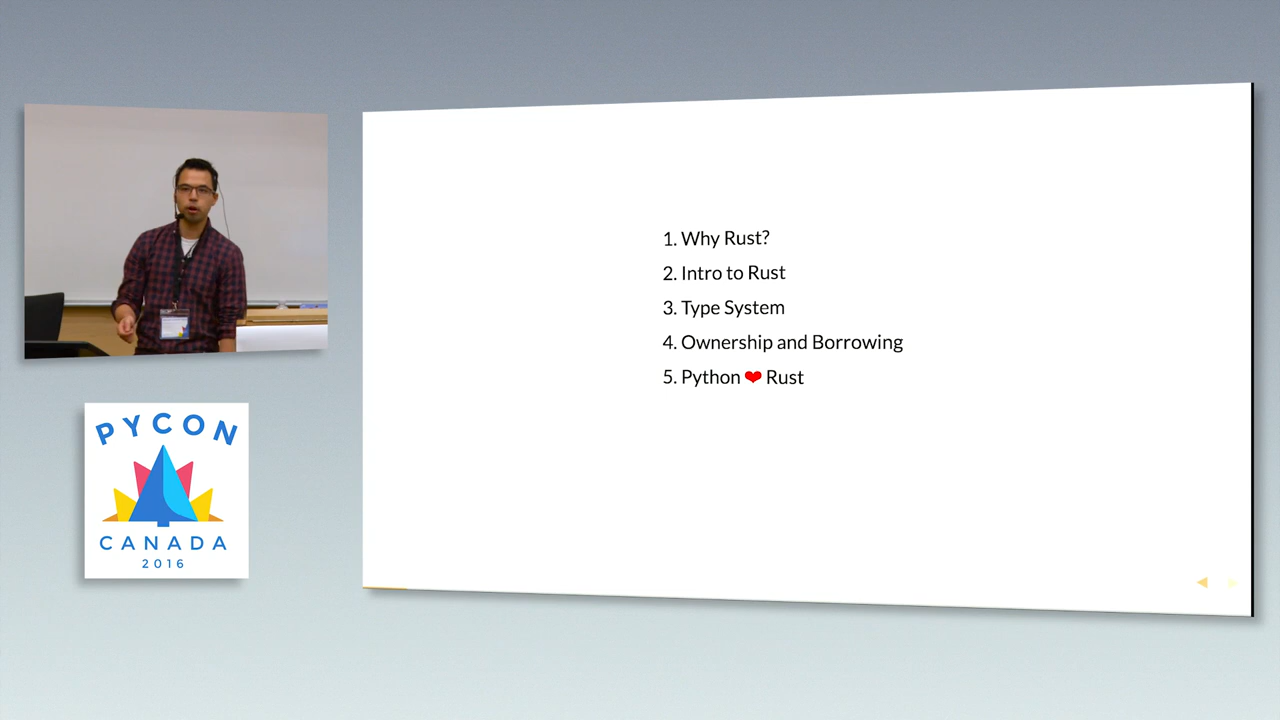 1. Why Rust?
2. Intro to Rust
3. Type System
4. Ownership and Borrowing
5. Python ❤ Rust
PYCON
CANADA
2016